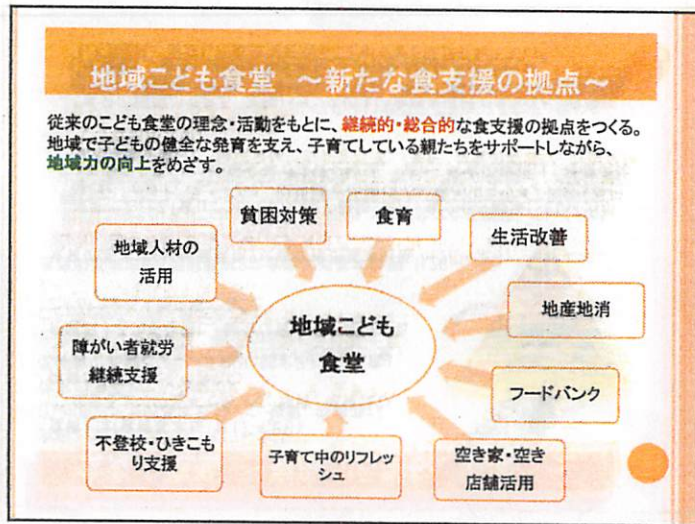 地域こども食堂 ～新たな食支援の拠点～
従来のこども食堂の理念・活動をもとに、継続的・総合的な食支援の拠点をつくる。
地域で子どもの健全な発育を支え、子育てしている親たちをサポートしながら、
地域力の向上をめざす。
貧困対策
食育
生活改善
地域人材の
活用
地産地消
地域こども
食堂
障がい者就労
継続支援
フードバンク
不登校・ひきこも
り支援
子育て中のリフレッ
シュ
空き家・空き
店舗活用